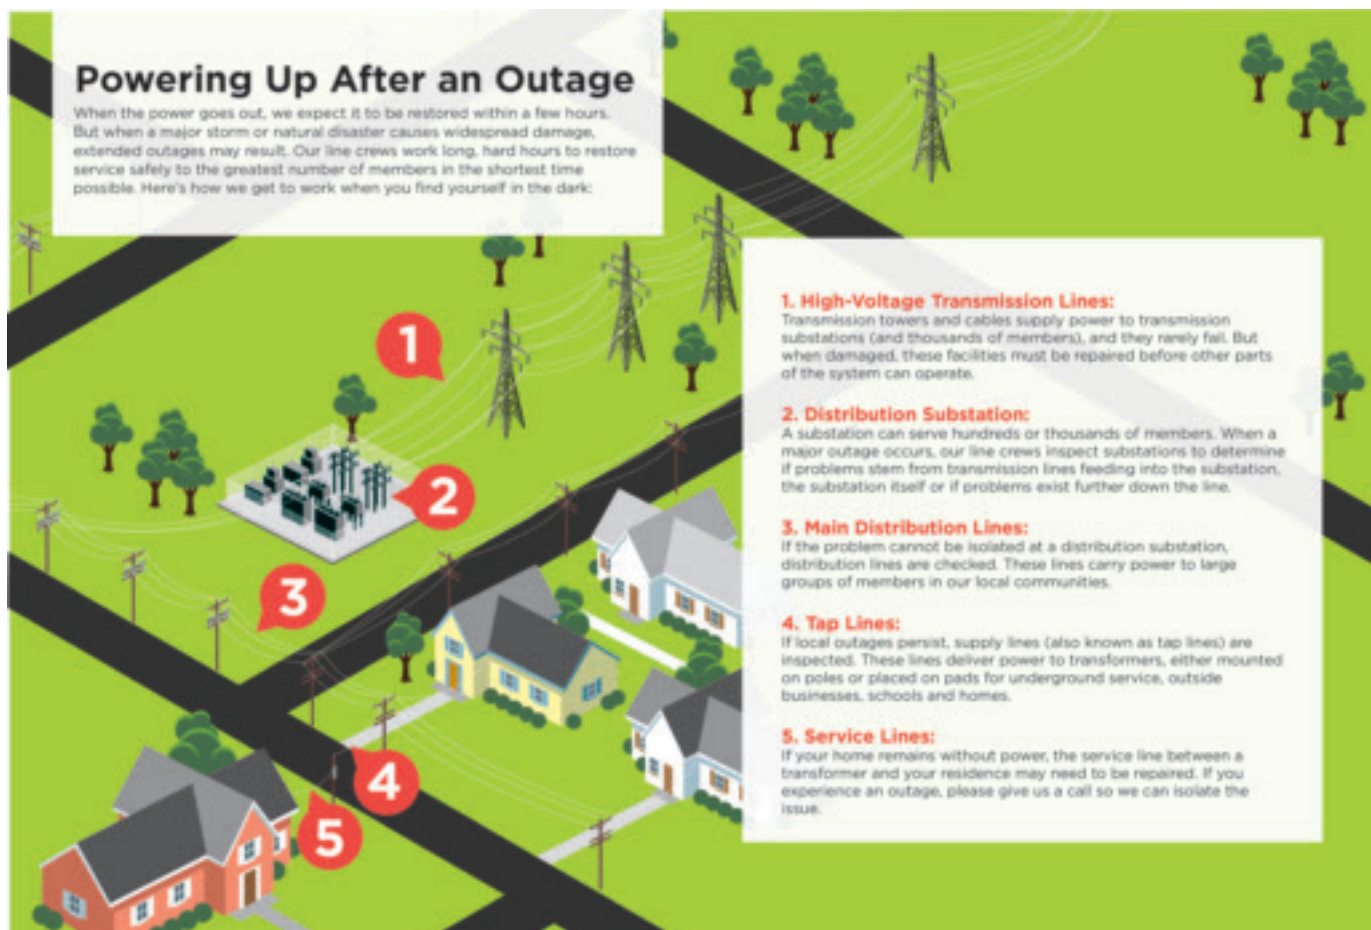 Powering Up After an Outage
When the power goes out, we expect it to be restored within a few hours.
But when a major storm or natural disaster causes widespread damage,
extended outages may result. Our line crews work long, hard hours to restore
service safely to the greatest number of members in the shortest time
possible. Here's how we get to work when you find yourself in the dark:
1
2
3
4
5
1. High-Voltage Transmission Lines:
Transmission towers and cables supply power to transmission
substations (and thousands of members), and they rarely fail. But
when damaged, these facilities must be repaired before other parts
of the system can operate.
2. Distribution Substation:
A substation can serve hundreds or thousands of members. When a
major outage occurs, our line crews inspect substations to determine
if problems stem from transmission lines feeding into the substation,
the substation itself or if problems exist further down the line.
3. Main Distribution Lines:
If the problem cannot be isolated at a distribution substation,
distribution lines are checked. These lines carry power to large
groups of members in our local communities.
4. Tap Lines:
If local outages persist, supply lines (also known as tap lines) are
inspected. These lines deliver power to transformers, either mounted
on poles or placed on pads for underground service, outside
businesses, schools and homes.
5. Service Lines:
If your home remains without power, the service line between a
transformer and your residence may need to be repaired. If you
experience an outage, please give us a call so we can isolate the
issue.